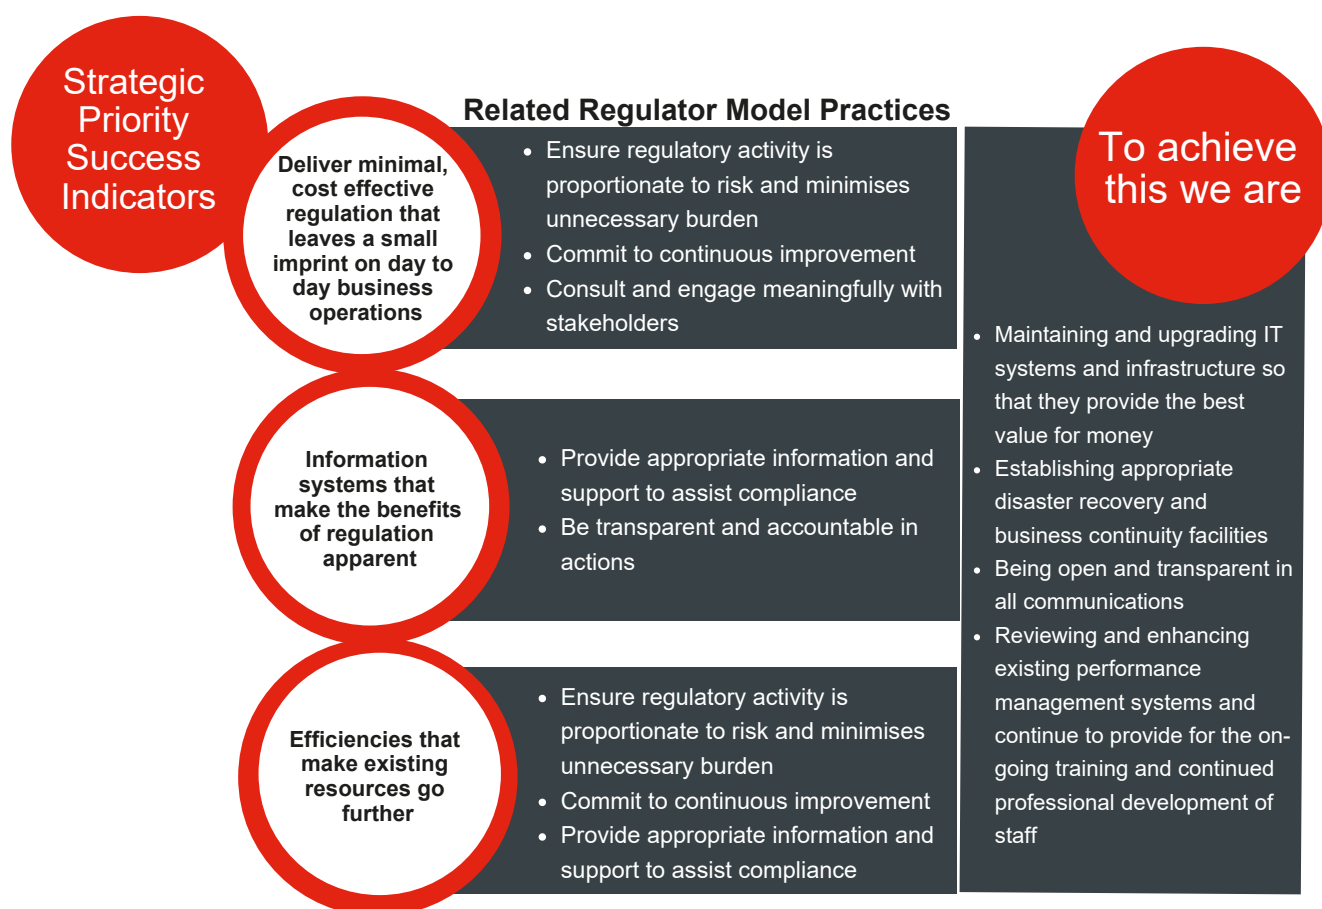 Strategic
Priority
Success
Indicators
Related Regulator Model Practices
Deliver minimal,
cost effective
regulation that
leaves a small
imprint on day to
day business
operations
• Ensure regulatory activity is
proportionate to risk and minimises
unnecessary burden
• Commit to continuous improvement
• Consult and engage meaningfully with
stakeholders
Information
systems that
make the benefits
of regulation
apparent
• Provide appropriate information and
support to assist compliance
• Be transparent and accountable in
actions
Efficiencies that
make existing
resources go
further
• Ensure regulatory activity is
proportionate to risk and minimises
unnecessary burden
• Commit to continuous improvement
• Provide appropriate information and
support to assist compliance
To achieve
this we are
• Maintaining and upgrading IT
systems and infrastructure so
that they provide the best
value for money
• Establishing appropriate
disaster recovery and
business continuity facilities
• Being open and transparent in
all communications
• Reviewing and enhancing
existing performance
management systems and
continue to provide for the on-
going training and continued
professional development of
staff